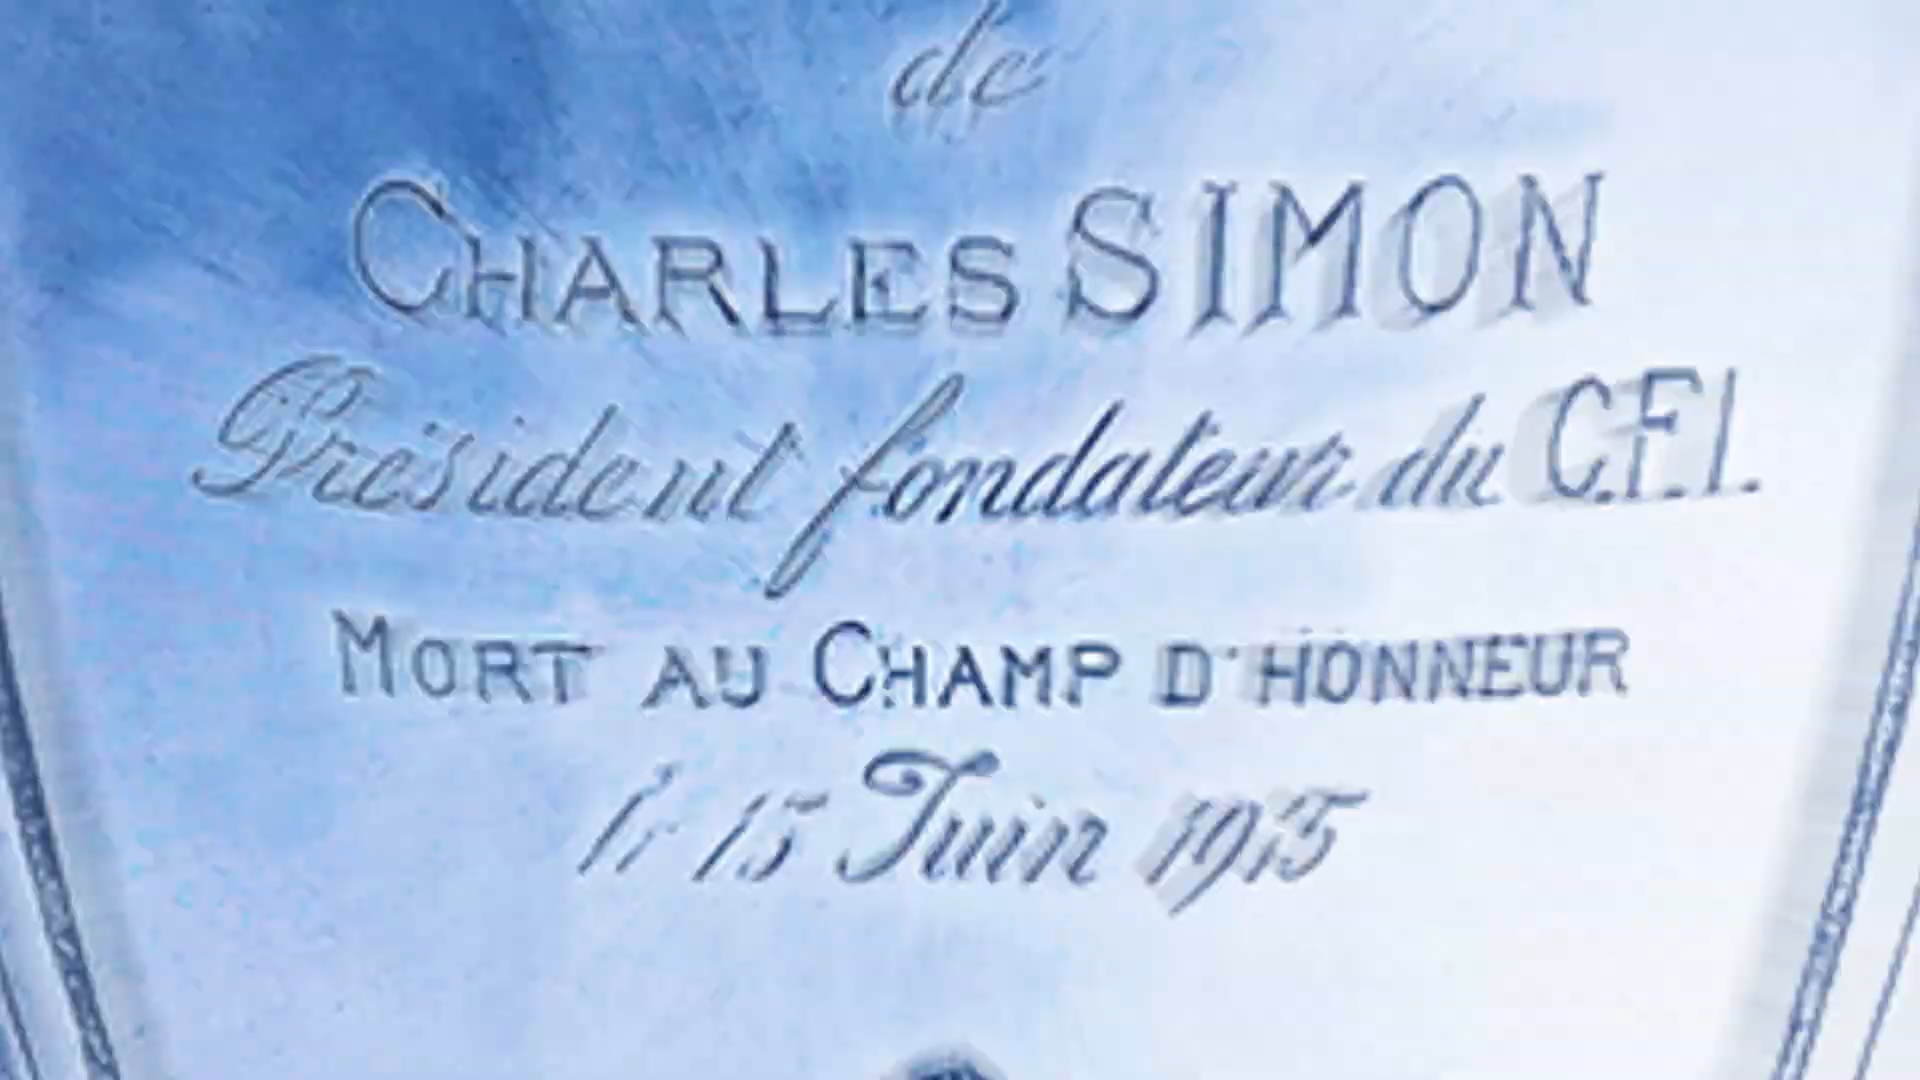 de
CHARLES SIMON
Président fondateur du C.F.I.
MORT AU CHAMP D'HONNEUR
le 15 Juin 1915